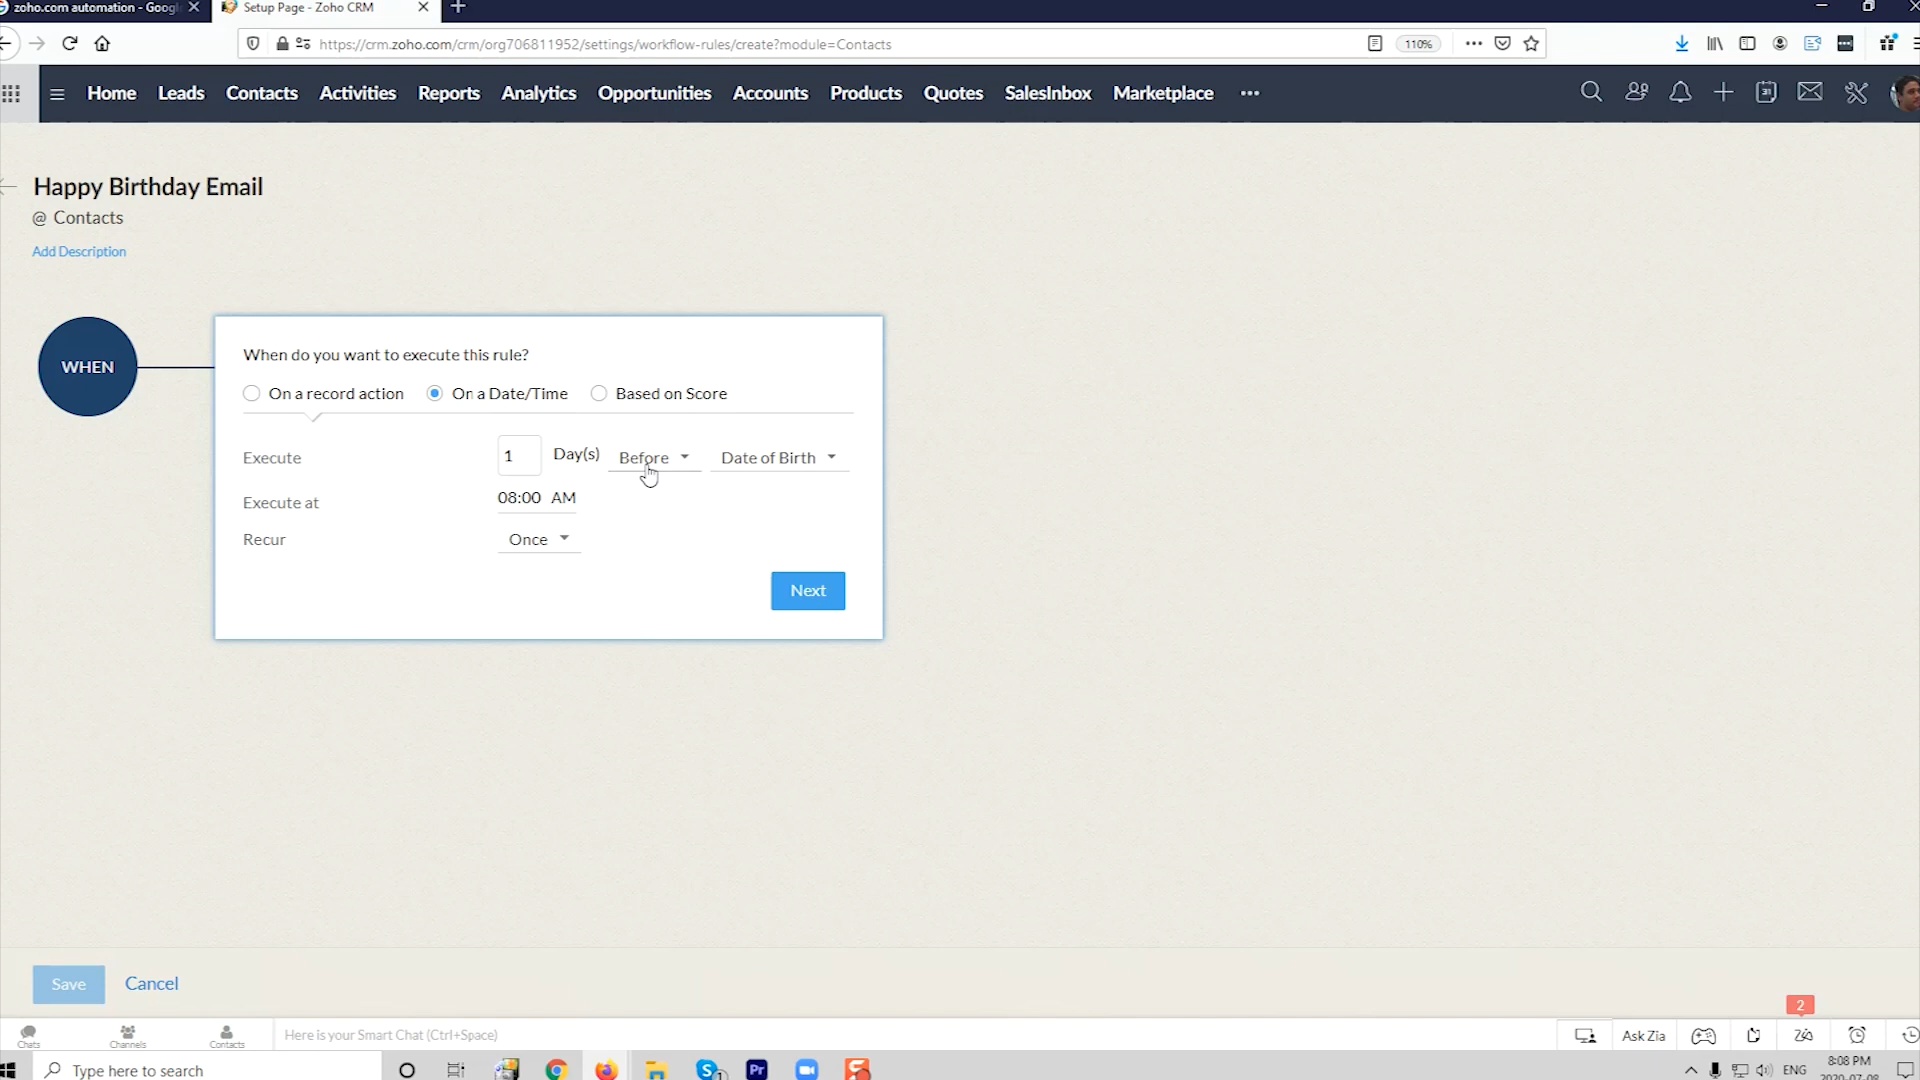 zoho.com automation - Googl
Setup Page - Zoho CRM
https://crm.zoho.com/crm/org706811952/settings/workflow-rules/create?module=Contacts
110%
Home Leads Contacts Activities Reports Analytics Opportunities Accounts Products Quotes SalesInbox Marketplace
31
Happy Birthday Email
@ Contacts
Add Description
WHEN
When do you want to execute this rule?
On a record action On a Date/Time Based on Score
Execute 1 Day(s) Before Date of Birth
Execute at 08:00 AM
Recur Once
Next
Save Cancel
2
Chats Channels Contacts Here is your Smart Chat (Ctrl+Space) Ask Zia
Type here to search
Pr
ENG
8:08 PM
2020-07-08